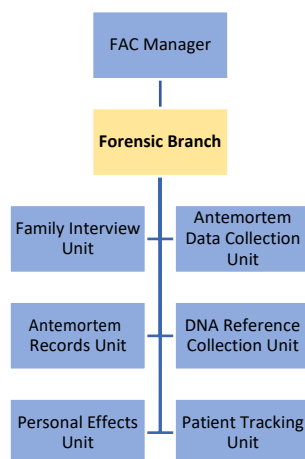 FAC Manager
Forensic Branch
Family Interview
Unit
Antemortem
Data Collection
Unit
Antemortem
Records Unit
DNA Reference
Collection Unit
Personal Effects
Unit
Patient Tracking
Unit